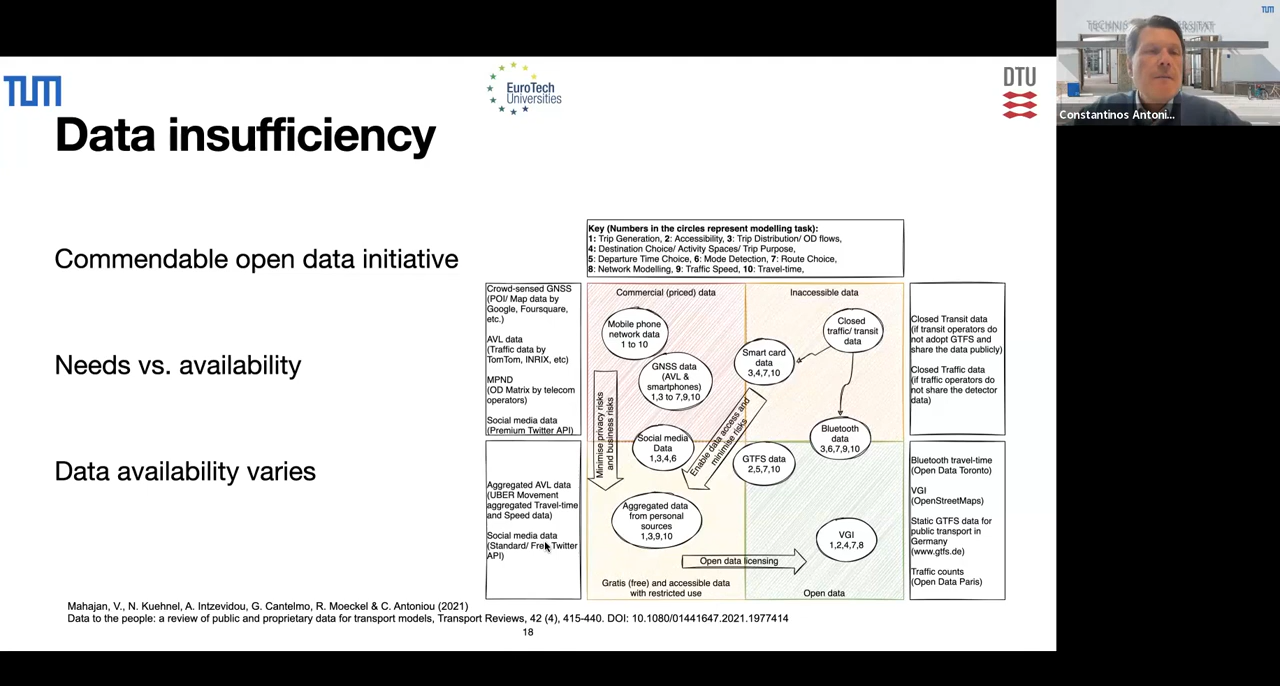 TUM
EuroTech
Universities
DTU
Data insufficiency
Commendable open data initiative
Needs vs. availability
Data availability varies
Key (Numbers in the circles represent modelling task):
1: Trip Generation, 2: Accessibility, 3: Trip Distribution/ OD flows,
4: Destination Choice/ Activity Spaces/ Trip Purpose,
5: Departure Time Choice, 6: Mode Detection, 7: Route Choice,
8: Network Modelling, 9: Traffic Speed, 10: Travel-time,
Crowd-sensed GNSS
(POI/ Map data by
Google, Foursquare,
etc.)
AVL data
(Traffic data by
TomTom, INRIX, etc)
MPND
(OD Matrix by telecom
operators)
Social media data
(Premium Twitter API)
Aggregated AVL data
(UBER Movement
aggregated Travel-time
and Speed data)
Social media data
(Standard/ Free Twitter
API)
Commercial (priced) data
Mobile phone
network data
1 to 10
GNSS data
(AVL &
smartphones)
1,3 to 7,9,10
Minimise privacy risks
and business risks
Social media
Data
1,3,4,6
Aggregated data
from personal
sources
1,3,9,10
Gratis (free) and accessible data
with restricted use
Inaccessible data
Closed
traffic/ transit
data
Smart card
data
3,4,7,10
Enable data access and
minimise risks
Bluetooth
data
3,6,7,9,10
GTFS data
2,5,7,10
VGI
1,2,4,7,8
Open data licensing
Open data
Closed Transit data
(if transit operators do
not adopt GTFS and
share the data publicly)
Closed Traffic data
(if traffic operators do
not share the detector
data)
Bluetooth travel-time
(Open Data Toronto)
VGI
(OpenStreetMaps)
Static GTFS data for
public transport in
Germany
(www.gtfs.de)
Traffic counts
(Open Data Paris)
Mahajan, V., N. Kuehnel, A. Intzevidou, G. Cantelmo, R. Moeckel & C. Antoniou (2021)
Data to the people: a review of public and proprietary data for transport models, Transport Reviews, 42 (4), 415-440. DOI: 10.1080/01441647.2021.1977414
18
TUM
Constantinos Antoni...